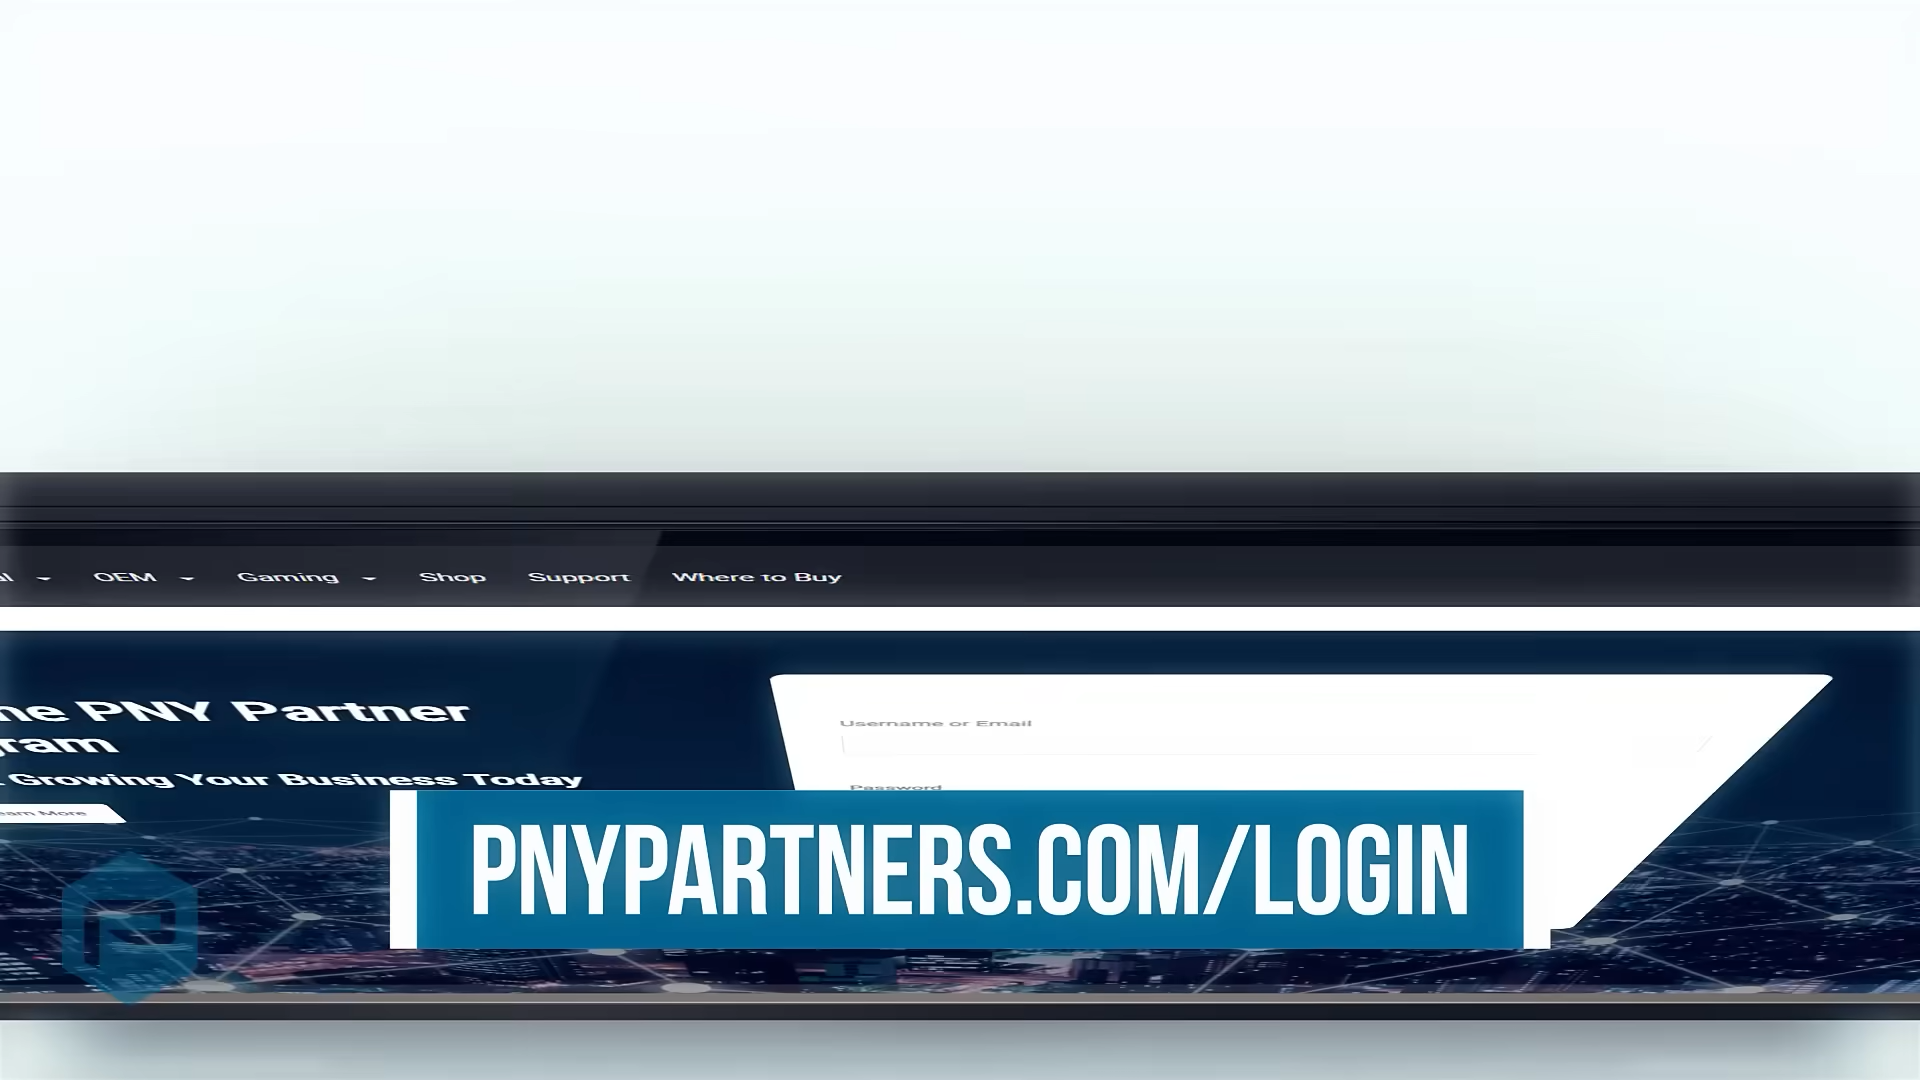 OEM Gaming Shop Support Where to Buy
PNY Partner
Growing Your Business Today
More
Username or Email
Password
PNYPARTNERS.COM/LOGIN